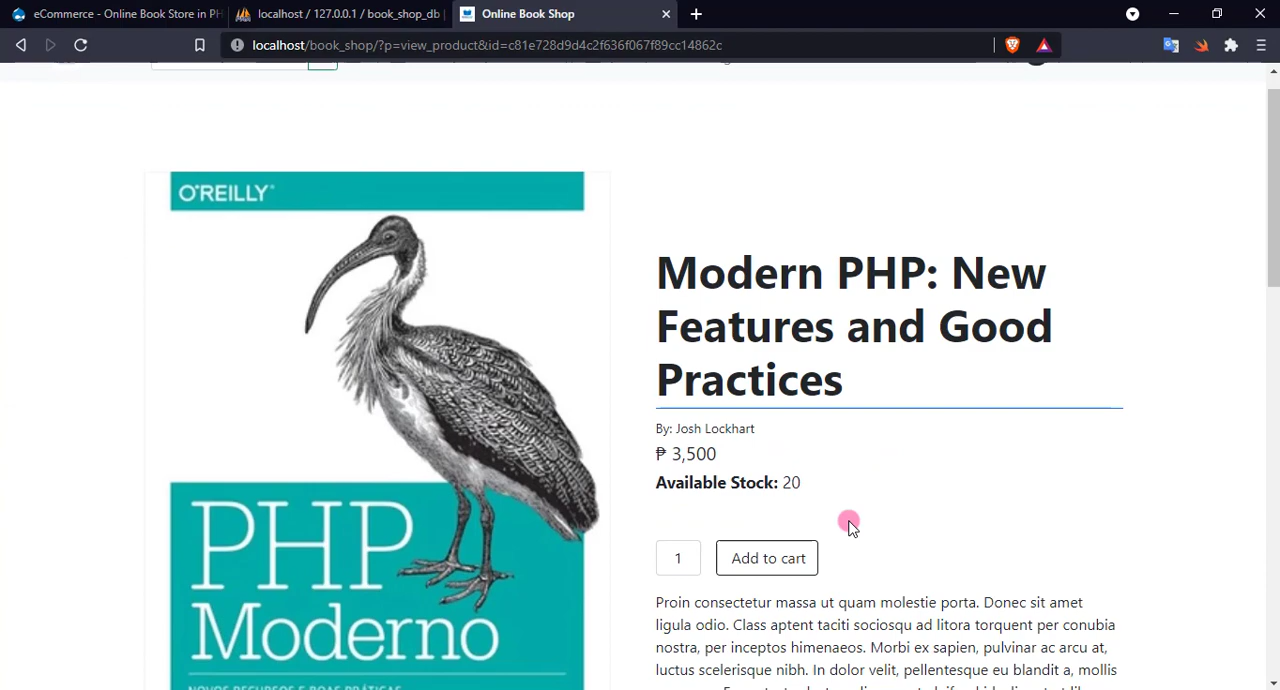 eCommerce - Online Book Store in PH
localhost / 127.0.0.1 / book_shop_db
Online Book Shop
localhost/book_shop/?p=view_product&id=c81e728d9d4c2f636f067f89cc14862c
O'REILLY®
Modern PHP: New
Features and Good
Practices
By: Josh Lockhart
₱ 3,500
Available Stock: 20
1
Add to cart
PHP
Moderno
NOVOS RECURSOS E BOAS PRÁTICAS
Proin consectetur massa ut quam molestie porta. Donec sit amet
ligula odio. Class aptent taciti sociosqu ad litora torquent per conubia
nostra, per inceptos himenaeos. Morbi ex sapien, pulvinar ac arcu at,
luctus scelerisque nibh. In dolor velit, pellentesque eu blandit a, mollis